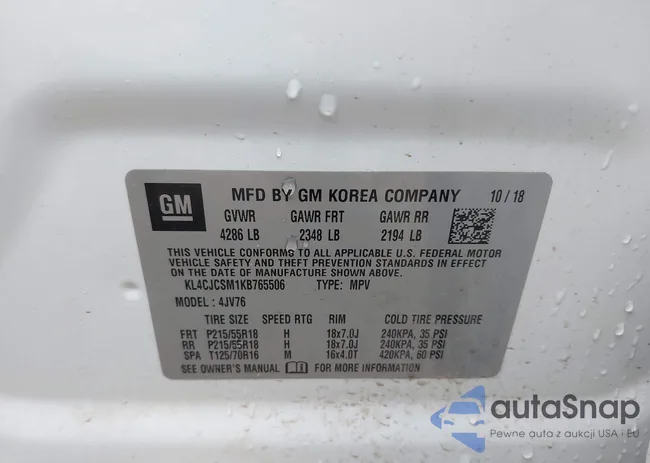 GM
MFD BY GM KOREA COMPANY 10 / 18
GVWR GAWR FRT GAWR RR
4286 LB 2348 LB 2194 LB
THIS VEHICLE CONFORMS TO ALL APPLICABLE U.S. FEDERAL MOTOR
VEHICLE SAFETY AND THEFT PREVENTION STANDARDS IN EFFECT
ON THE DATE OF MANUFACTURE SHOWN ABOVE.
KL4CJCSM1KB765506 TYPE: MPV
MODEL : 4JV76
TIRE SIZE SPEED RTG RIM COLD TIRE PRESSURE
FRT P215/55R18 H 18x7.0J 240KPA, 35 PSI
RR P215/55R18 H 18x7.0J 240KPA, 35 PSI
SPA T125/70R16 M 16x4.0T 420KPA, 60 PSI
SEE OWNER'S MANUAL FOR MORE INFORMATION
autaSnap
Pewne auta z aukcji USA i EU